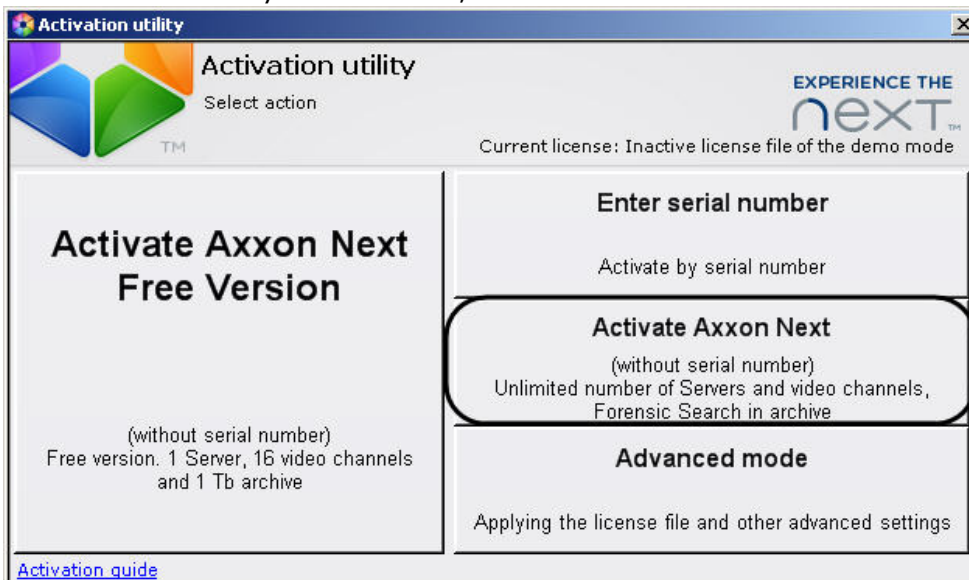 Activation utility
Activation utility
Select action
TM
EXPERIENCE THE
next TM
Current license: Inactive license file of the demo mode
Activate Axxon Next
Free Version
(without serial number)
Free version. 1 Server, 16 video channels
and 1 Tb archive
Enter serial number
Activate by serial number
Activate Axxon Next
(without serial number)
Unlimited number of Servers and video channels,
Forensic Search in archive
Advanced mode
Applying the license file and other advanced settings
Activation guide